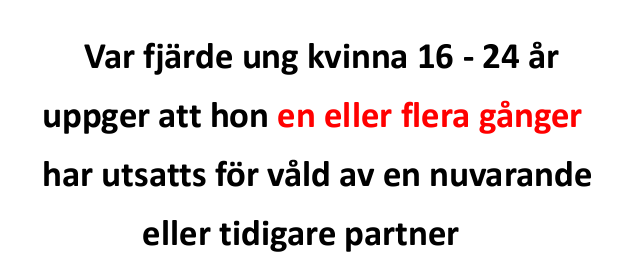 Var fjärde ung kvinna 16 - 24 år
uppger att hon en eller flera gånger
har utsatts för våld av en nuvarande
eller tidigare partner